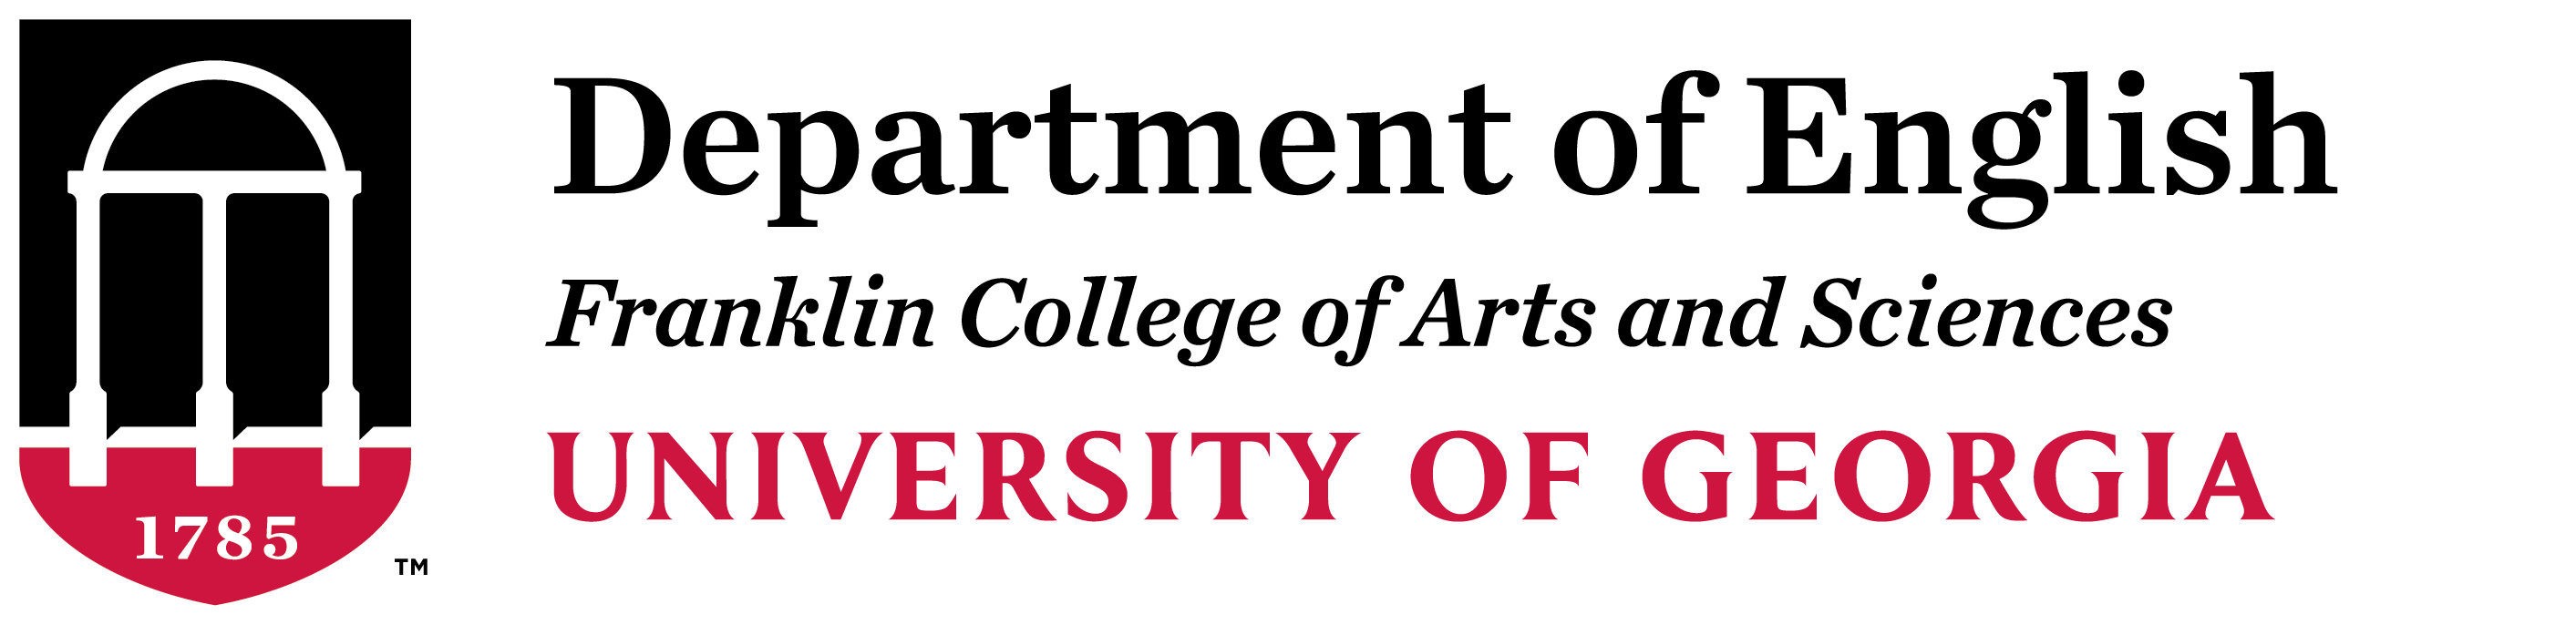 Department of English
Franklin College of Arts and Sciences
UNIVERSITY OF GEORGIA
1785
TM